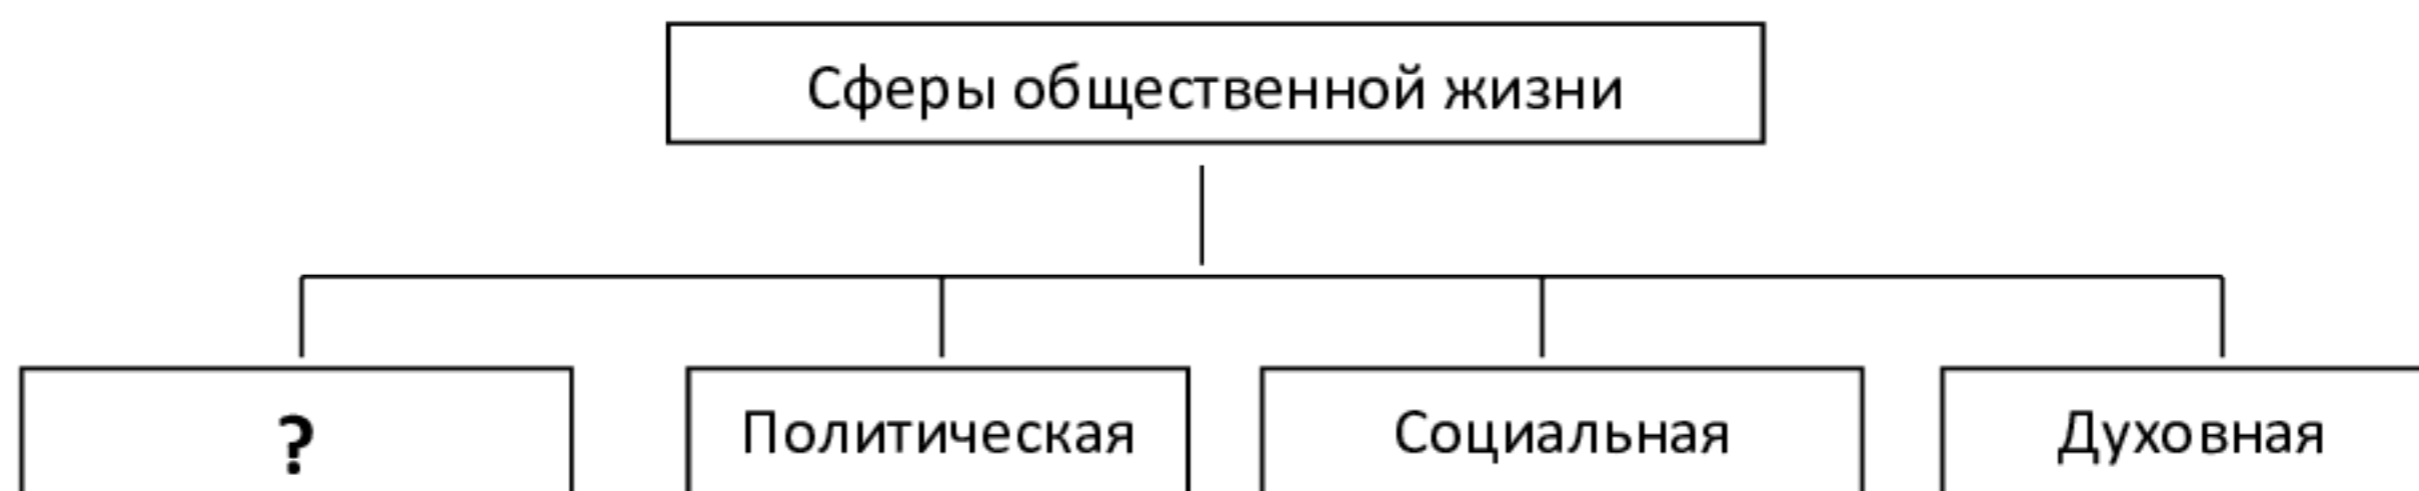 Сферы общественной жизни
?
Политическая
Социальная
Духовная